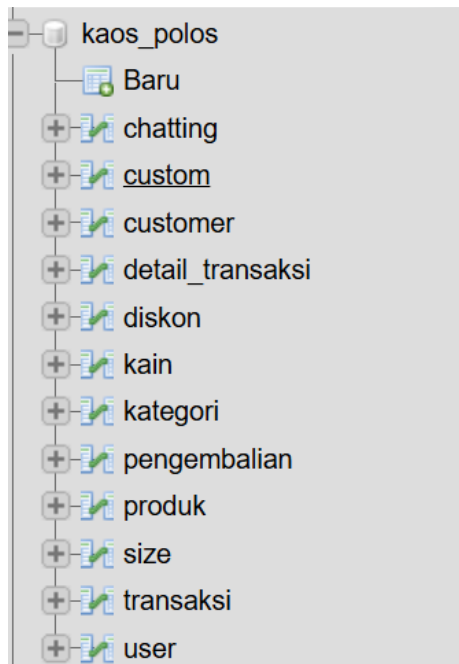 kaos_polos
Baru
chatting
custom
customer
detail_transaksi
diskon
kain
kategori
pengembalian
produk
size
transaksi
user